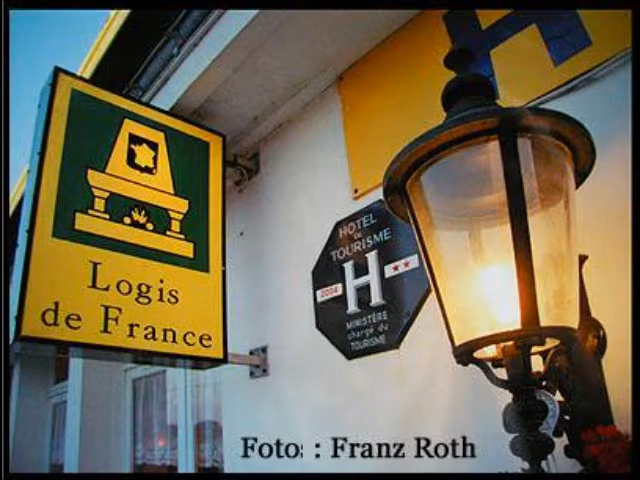 Logis
de France
HOTEL
de
TOURISME
2004
H
★★
MINISTÈRE
chargé du
TOURISME
H
Foto: : Franz Roth